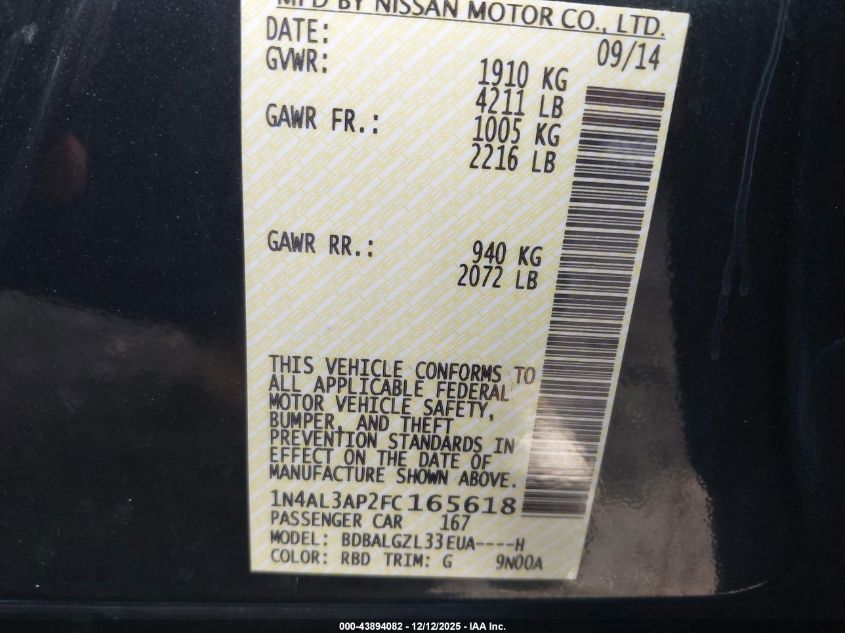 MFD BY NISSAN MOTOR CO., LTD.
DATE: 09/14
GVWR: 1910 KG
4211 LB
GAWR FR.: 1005 KG
2216 LB
GAWR RR.: 940 KG
2072 LB
THIS VEHICLE CONFORMS TO
ALL APPLICABLE FEDERAL
MOTOR VEHICLE SAFETY,
BUMPER, AND THEFT
PREVENTION STANDARDS IN
EFFECT ON THE DATE OF
MANUFACTURE SHOWN ABOVE.
1N4AL3AP2FC165618
PASSENGER CAR 167
MODEL: BDBALGZL33EUA----H
COLOR: RBD TRIM: G 9N00A
000-43894082 - 12/12/2025 - IAA Inc.